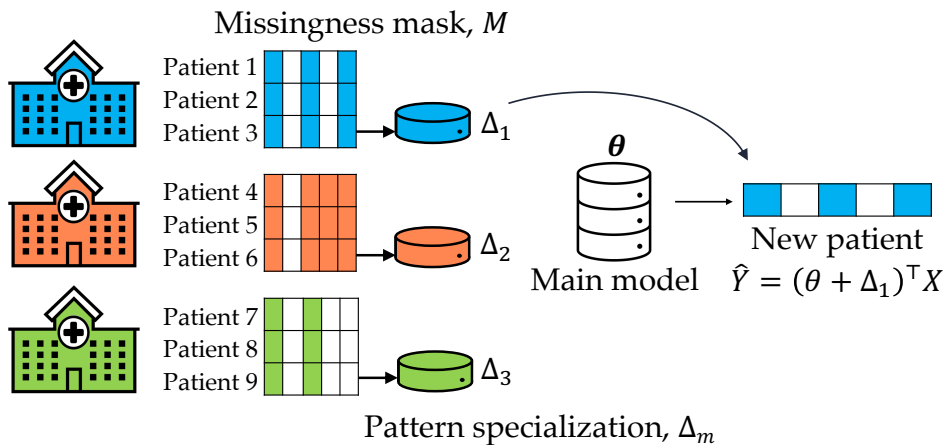 Missingness mask, M
Patient 1
Patient 2
Patient 3
Δ₁
Patient 4
Patient 5
Patient 6
Δ₂
Patient 7
Patient 8
Patient 9
Δ₃
θ
Main model
New patient
Ŷ = (θ + Δ₁)ᵀX
Pattern specialization, Δₘ